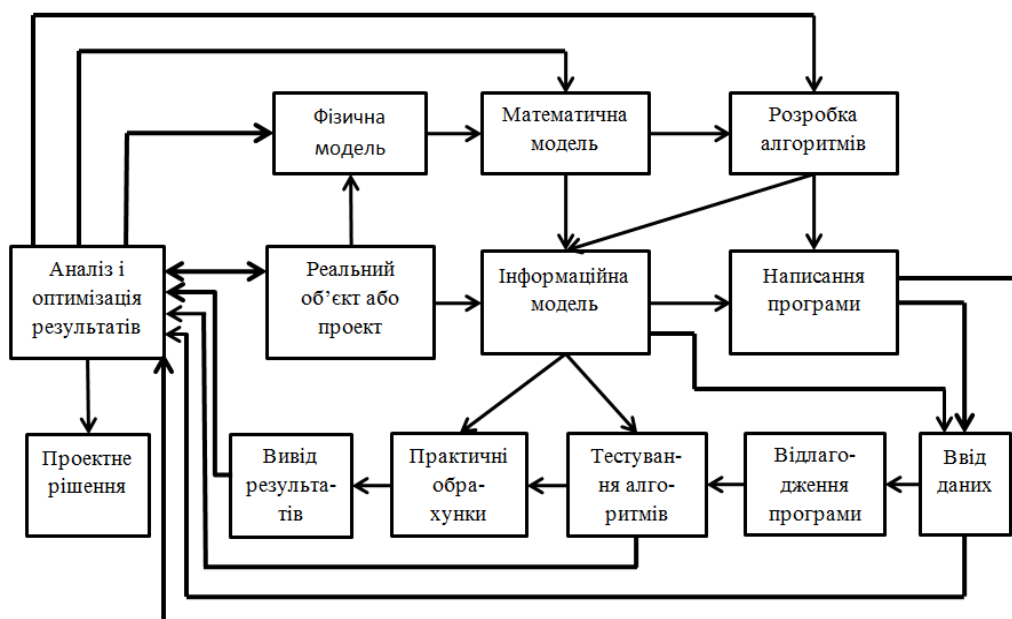 Фізична
модель
Математична
модель
Розробка
алгоритмів
Аналіз і
оптимізація
результатів
Реальний
об’єкт або
проект
Інформаційна
модель
Написання
програми
Проектне
рішення
Вивід
результа-
тів
Практичні
обра-
хунки
Тестуван-
ня алго-
ритмів
Відлаго-
дження
програми
Ввід
даних